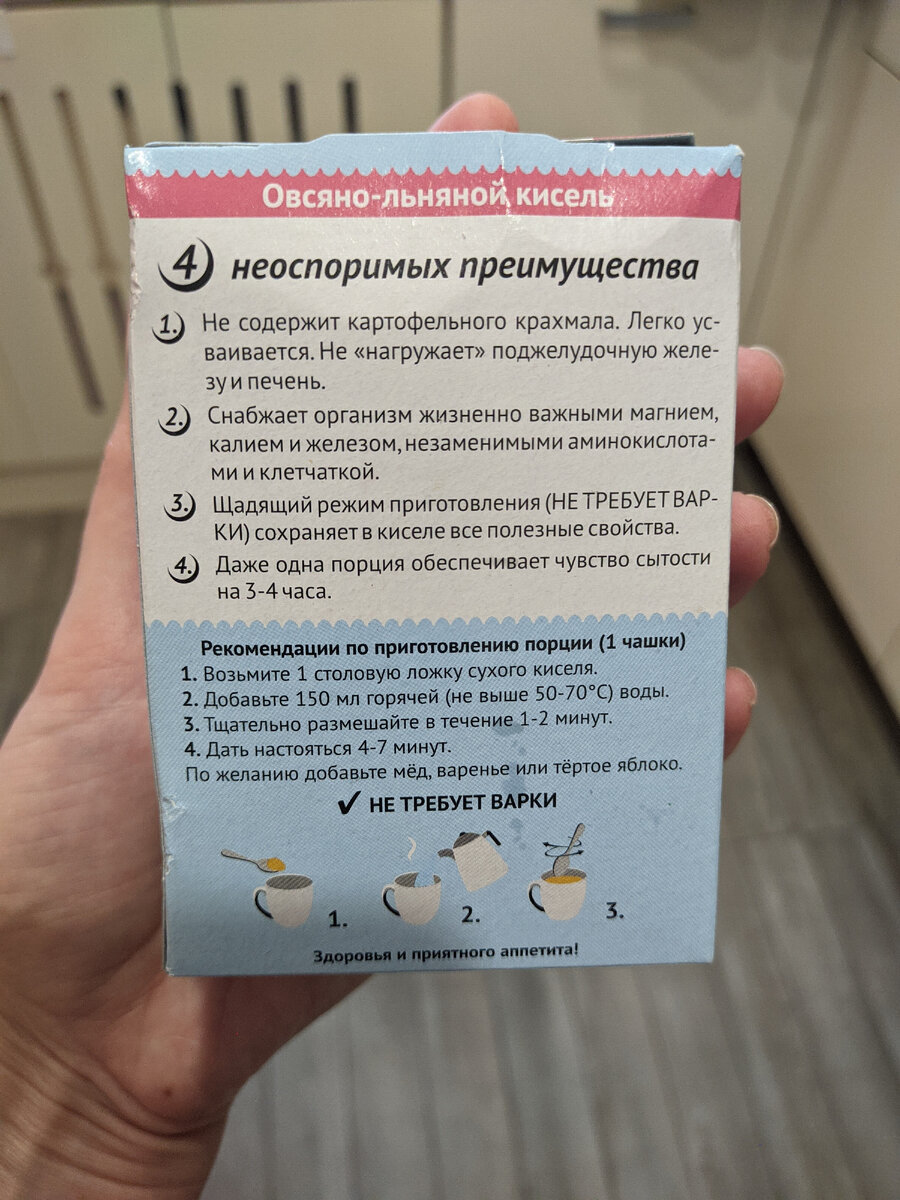 Овсяно-льняной кисель
4 неоспоримых преимущества
1. Не содержит картофельного крахмала. Легко ус-
ваивается. Не «нагружает» поджелудочную желе-
зу и печень.
2. Снабжает организм жизненно важными магнием,
калием и железом, незаменимыми аминокислота-
ми и клетчаткой.
3. Щадящий режим приготовления (НЕ ТРЕБУЕТ ВАР-
КИ) сохраняет в киселе все полезные свойства.
4. Даже одна порция обеспечивает чувство сытости
на 3-4 часа.
Рекомендации по приготовлению порции (1 чашки)
1. Возьмите 1 столовую ложку сухого киселя.
2. Добавьте 150 мл горячей (не выше 50-70°C) воды.
3. Тщательно размешайте в течение 1-2 минут.
4. Дать настояться 4-7 минут.
По желанию добавьте мёд, варенье или тёртое яблоко.
✓ НЕ ТРЕБУЕТ ВАРКИ
1. 2. 3.
Здоровья и приятного аппетита!